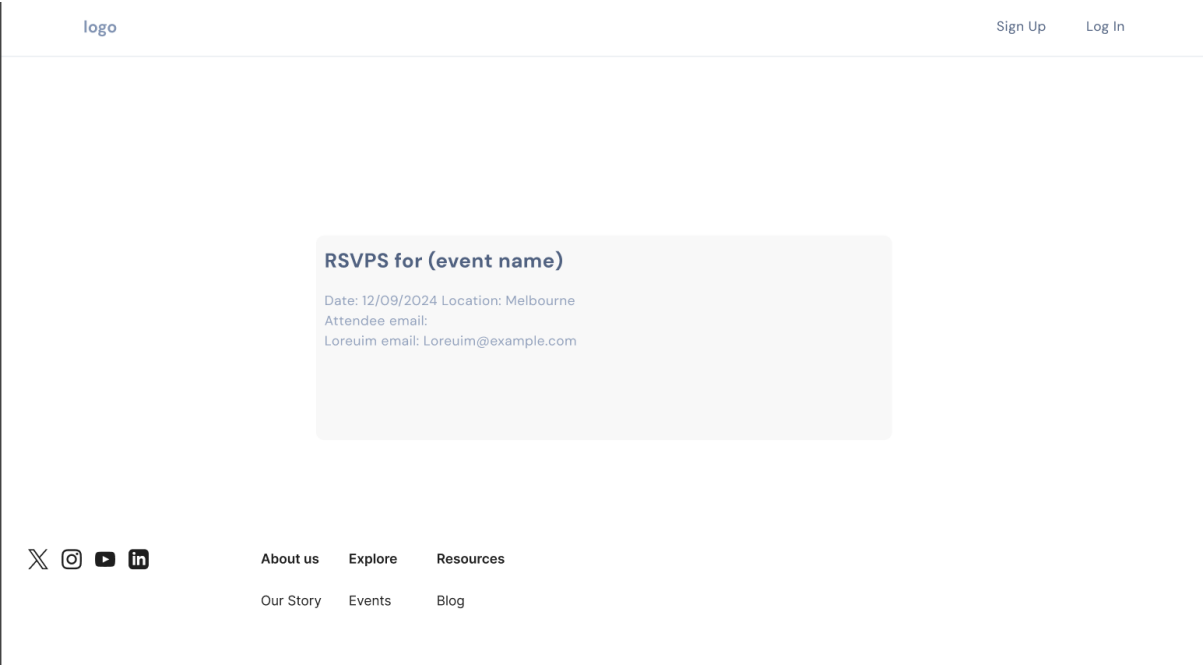 logo
Sign Up Log In
RSVPS for (event name)
Date: 12/09/2024 Location: Melbourne
Attendee email:
Loreuim email: Loreuim@example.com
About us Explore Resources
Our Story Events Blog